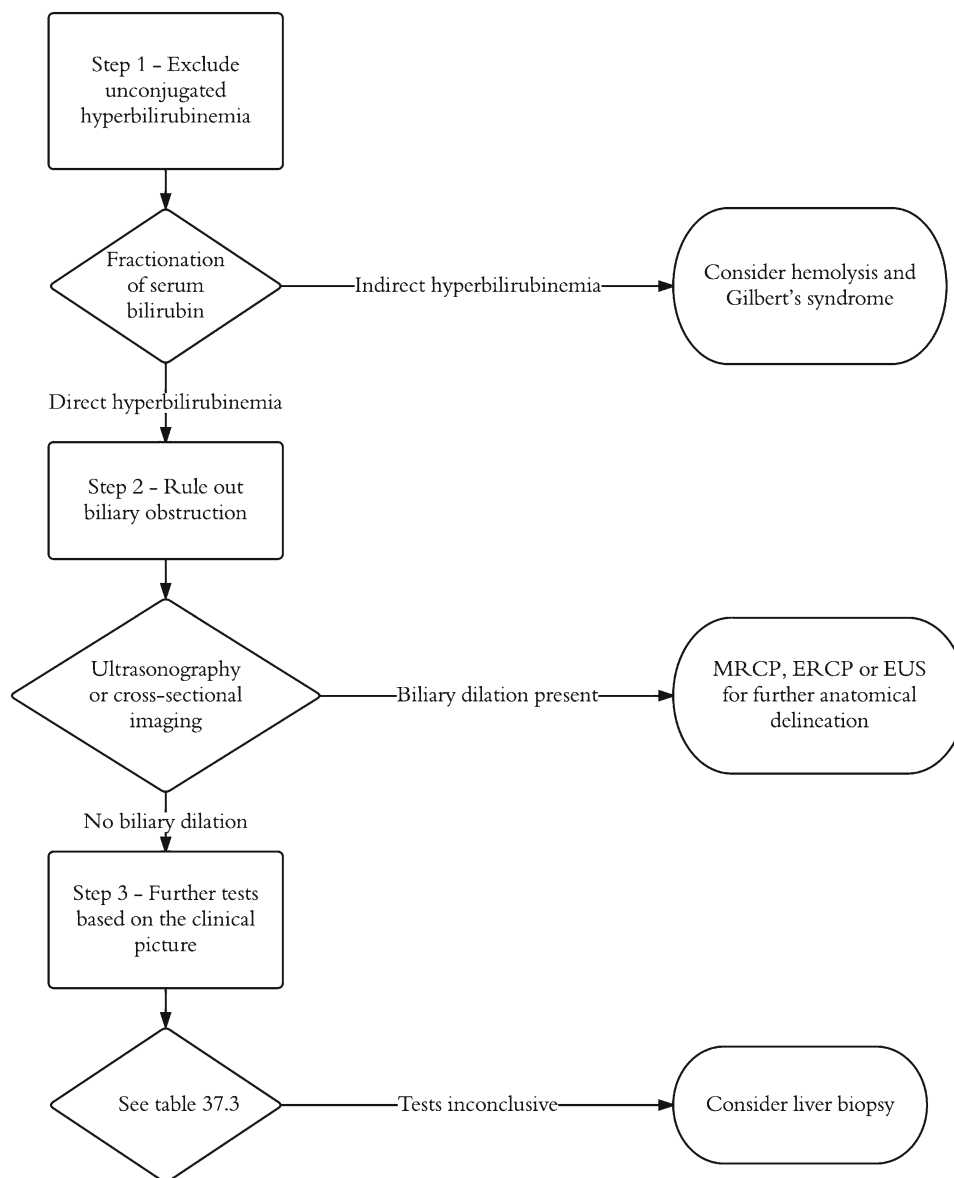 Step 1 - Exclude
unconjugated
hyperbilirubinemia
Fractionation
of serum
bilirubin
Indirect hyperbilirubinemia
Consider hemolysis and
Gilbert's syndrome
Direct hyperbilirubinemia
Step 2 - Rule out
biliary obstruction
Ultrasonography
or cross-sectional
imaging
Biliary dilation present
MRCP, ERCP or EUS
for further anatomical
delineation
No biliary dilation
Step 3 - Further tests
based on the clinical
picture
See table 37.3
Tests inconclusive
Consider liver biopsy